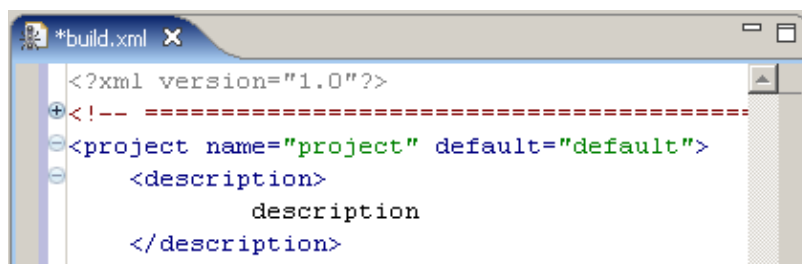 *build.xml
<?xml version="1.0"?>
<!-- ========================================
<project name="project" default="default">
<description>
description
</description>